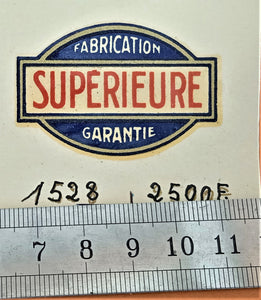 FABRICATION
SUPÉRIEURE
GARANTIE
1528 2500F.
7 8 9 10 11